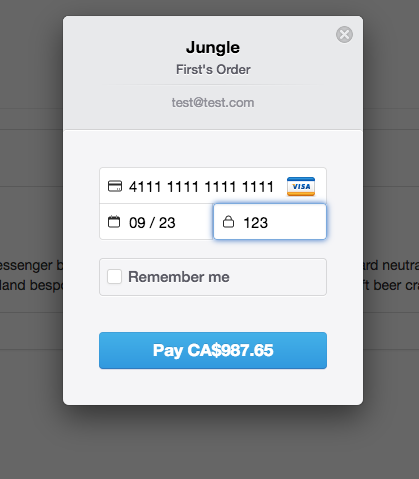 Jungle
First's Order
test@test.com
4111 1111 1111 1111 VISA
09 / 23 123
essenger b ard neutra
land bespo ft beer cra
Remember me
Pay CA$987.65